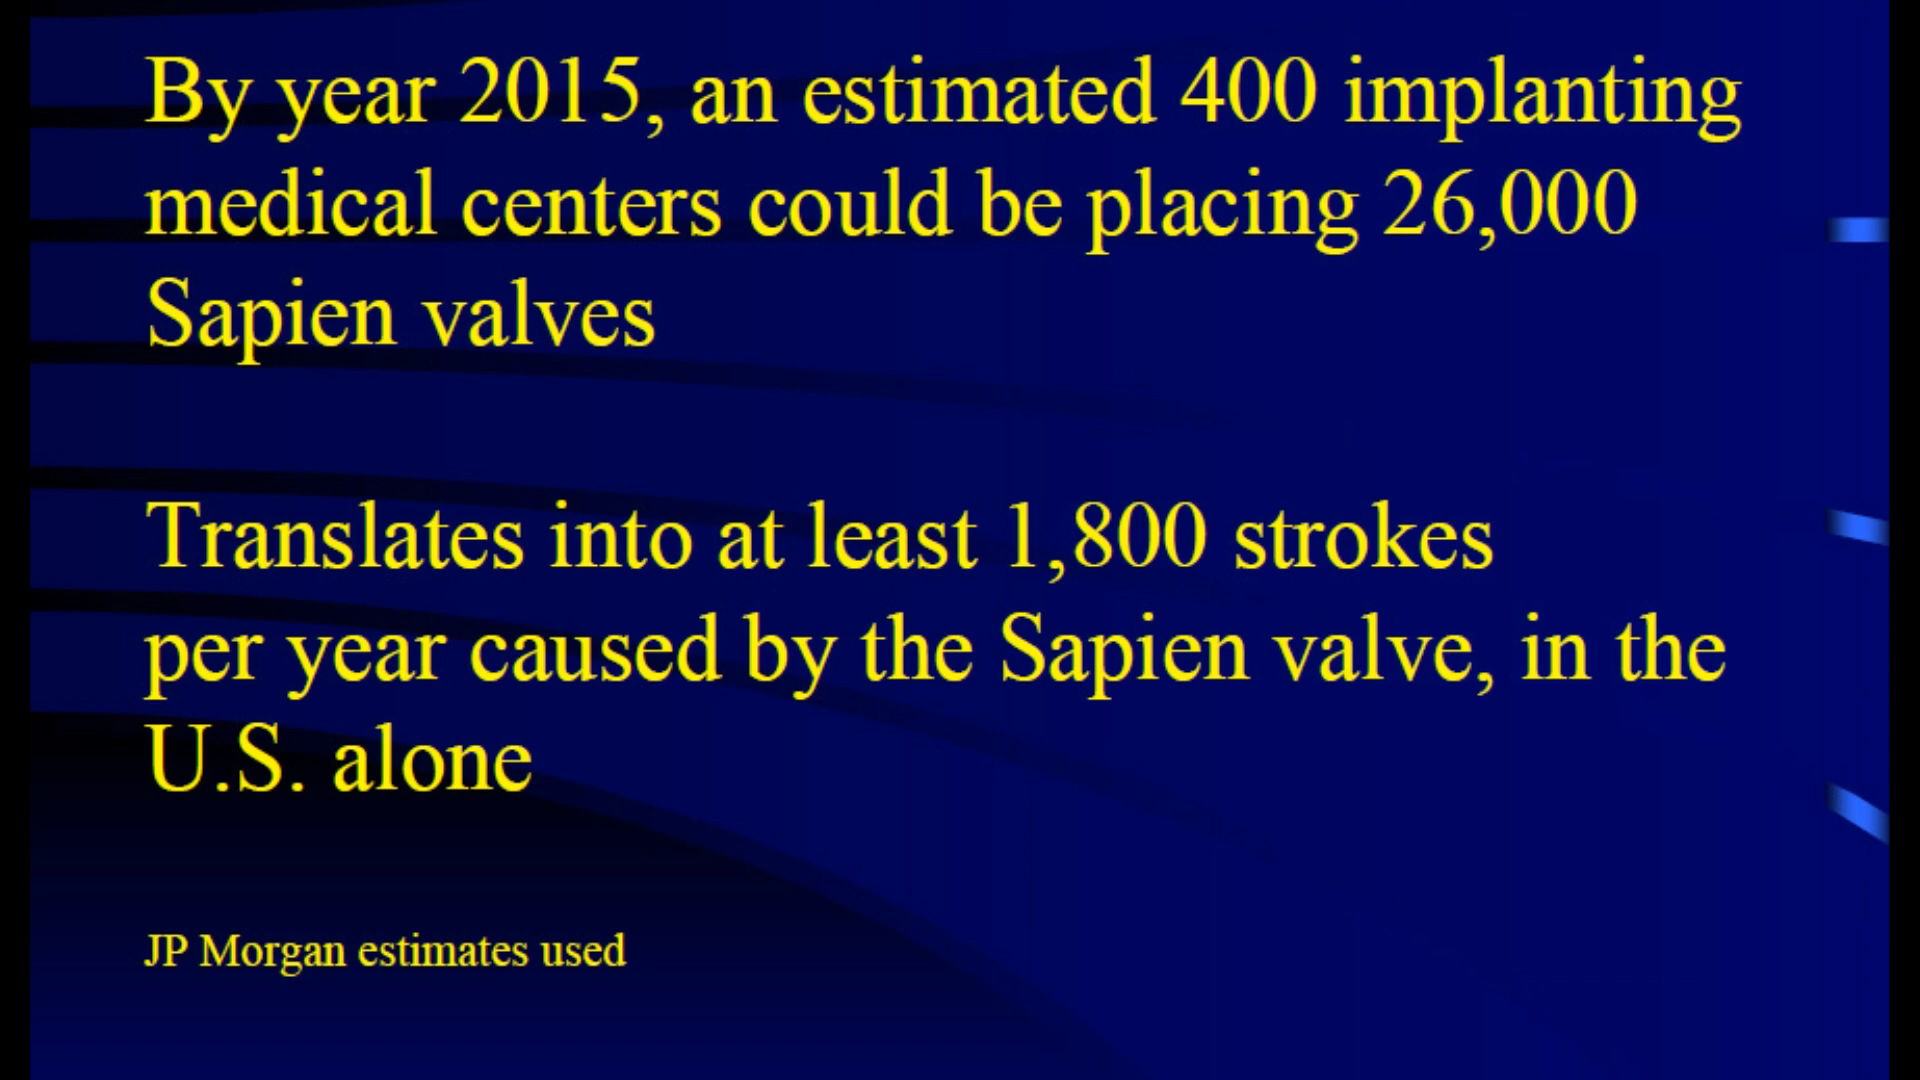 By year 2015, an estimated 400 implanting
medical centers could be placing 26,000
Sapien valves
Translates into at least 1,800 strokes
per year caused by the Sapien valve, in the
U.S. alone
JP Morgan estimates used